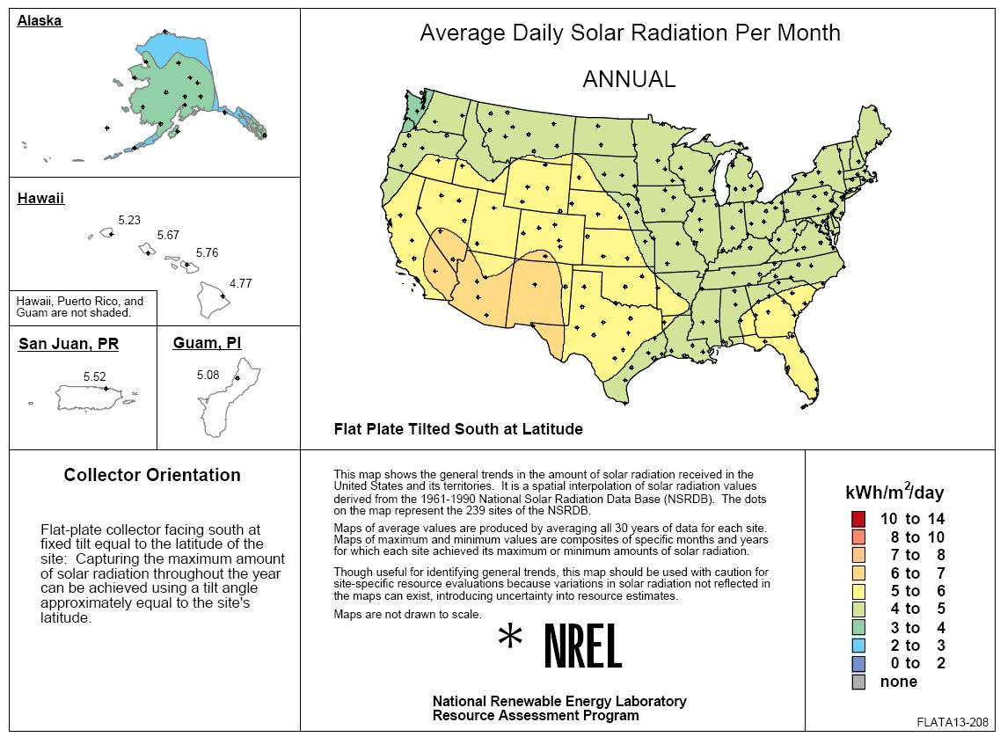 Alaska
Average Daily Solar Radiation Per Month
ANNUAL
Hawaii
5.23
5.67
5.76
4.77
Hawaii, Puerto Rico, and
Guam are not shaded.
San Juan, PR
5.52
Guam, PI
5.08
Flat Plate Tilted South at Latitude
Collector Orientation
Flat-plate collector facing south at
fixed tilt equal to the latitude of the
site: Capturing the maximum amount
of solar radiation throughout the year
can be achieved using a tilt angle
approximately equal to the site's
latitude.
This map shows the general trends in the amount of solar radiation received in the
United States and its territories. It is a spatial interpolation of solar radiation values
derived from the 1961-1990 National Solar Radiation Data Base (NSRDB). The dots
on the map represent the 239 sites of the NSRDB.
Maps of average values are produced by averaging all 30 years of data for each site.
Maps of maximum and minimum values are composites of specific months and years
for which each site achieved its maximum or minimum amounts of solar radiation.
Though useful for identifying general trends, this map should be used with caution for
site-specific resource evaluations because variations in solar radiation not reflected in
the maps can exist, introducing uncertainty into resource estimates.
Maps are not drawn to scale.
* NREL
National Renewable Energy Laboratory
Resource Assessment Program
kWh/m²/day
10 to 14
8 to 10
7 to 8
6 to 7
5 to 6
4 to 5
3 to 4
2 to 3
0 to 2
none
FLATA13-208